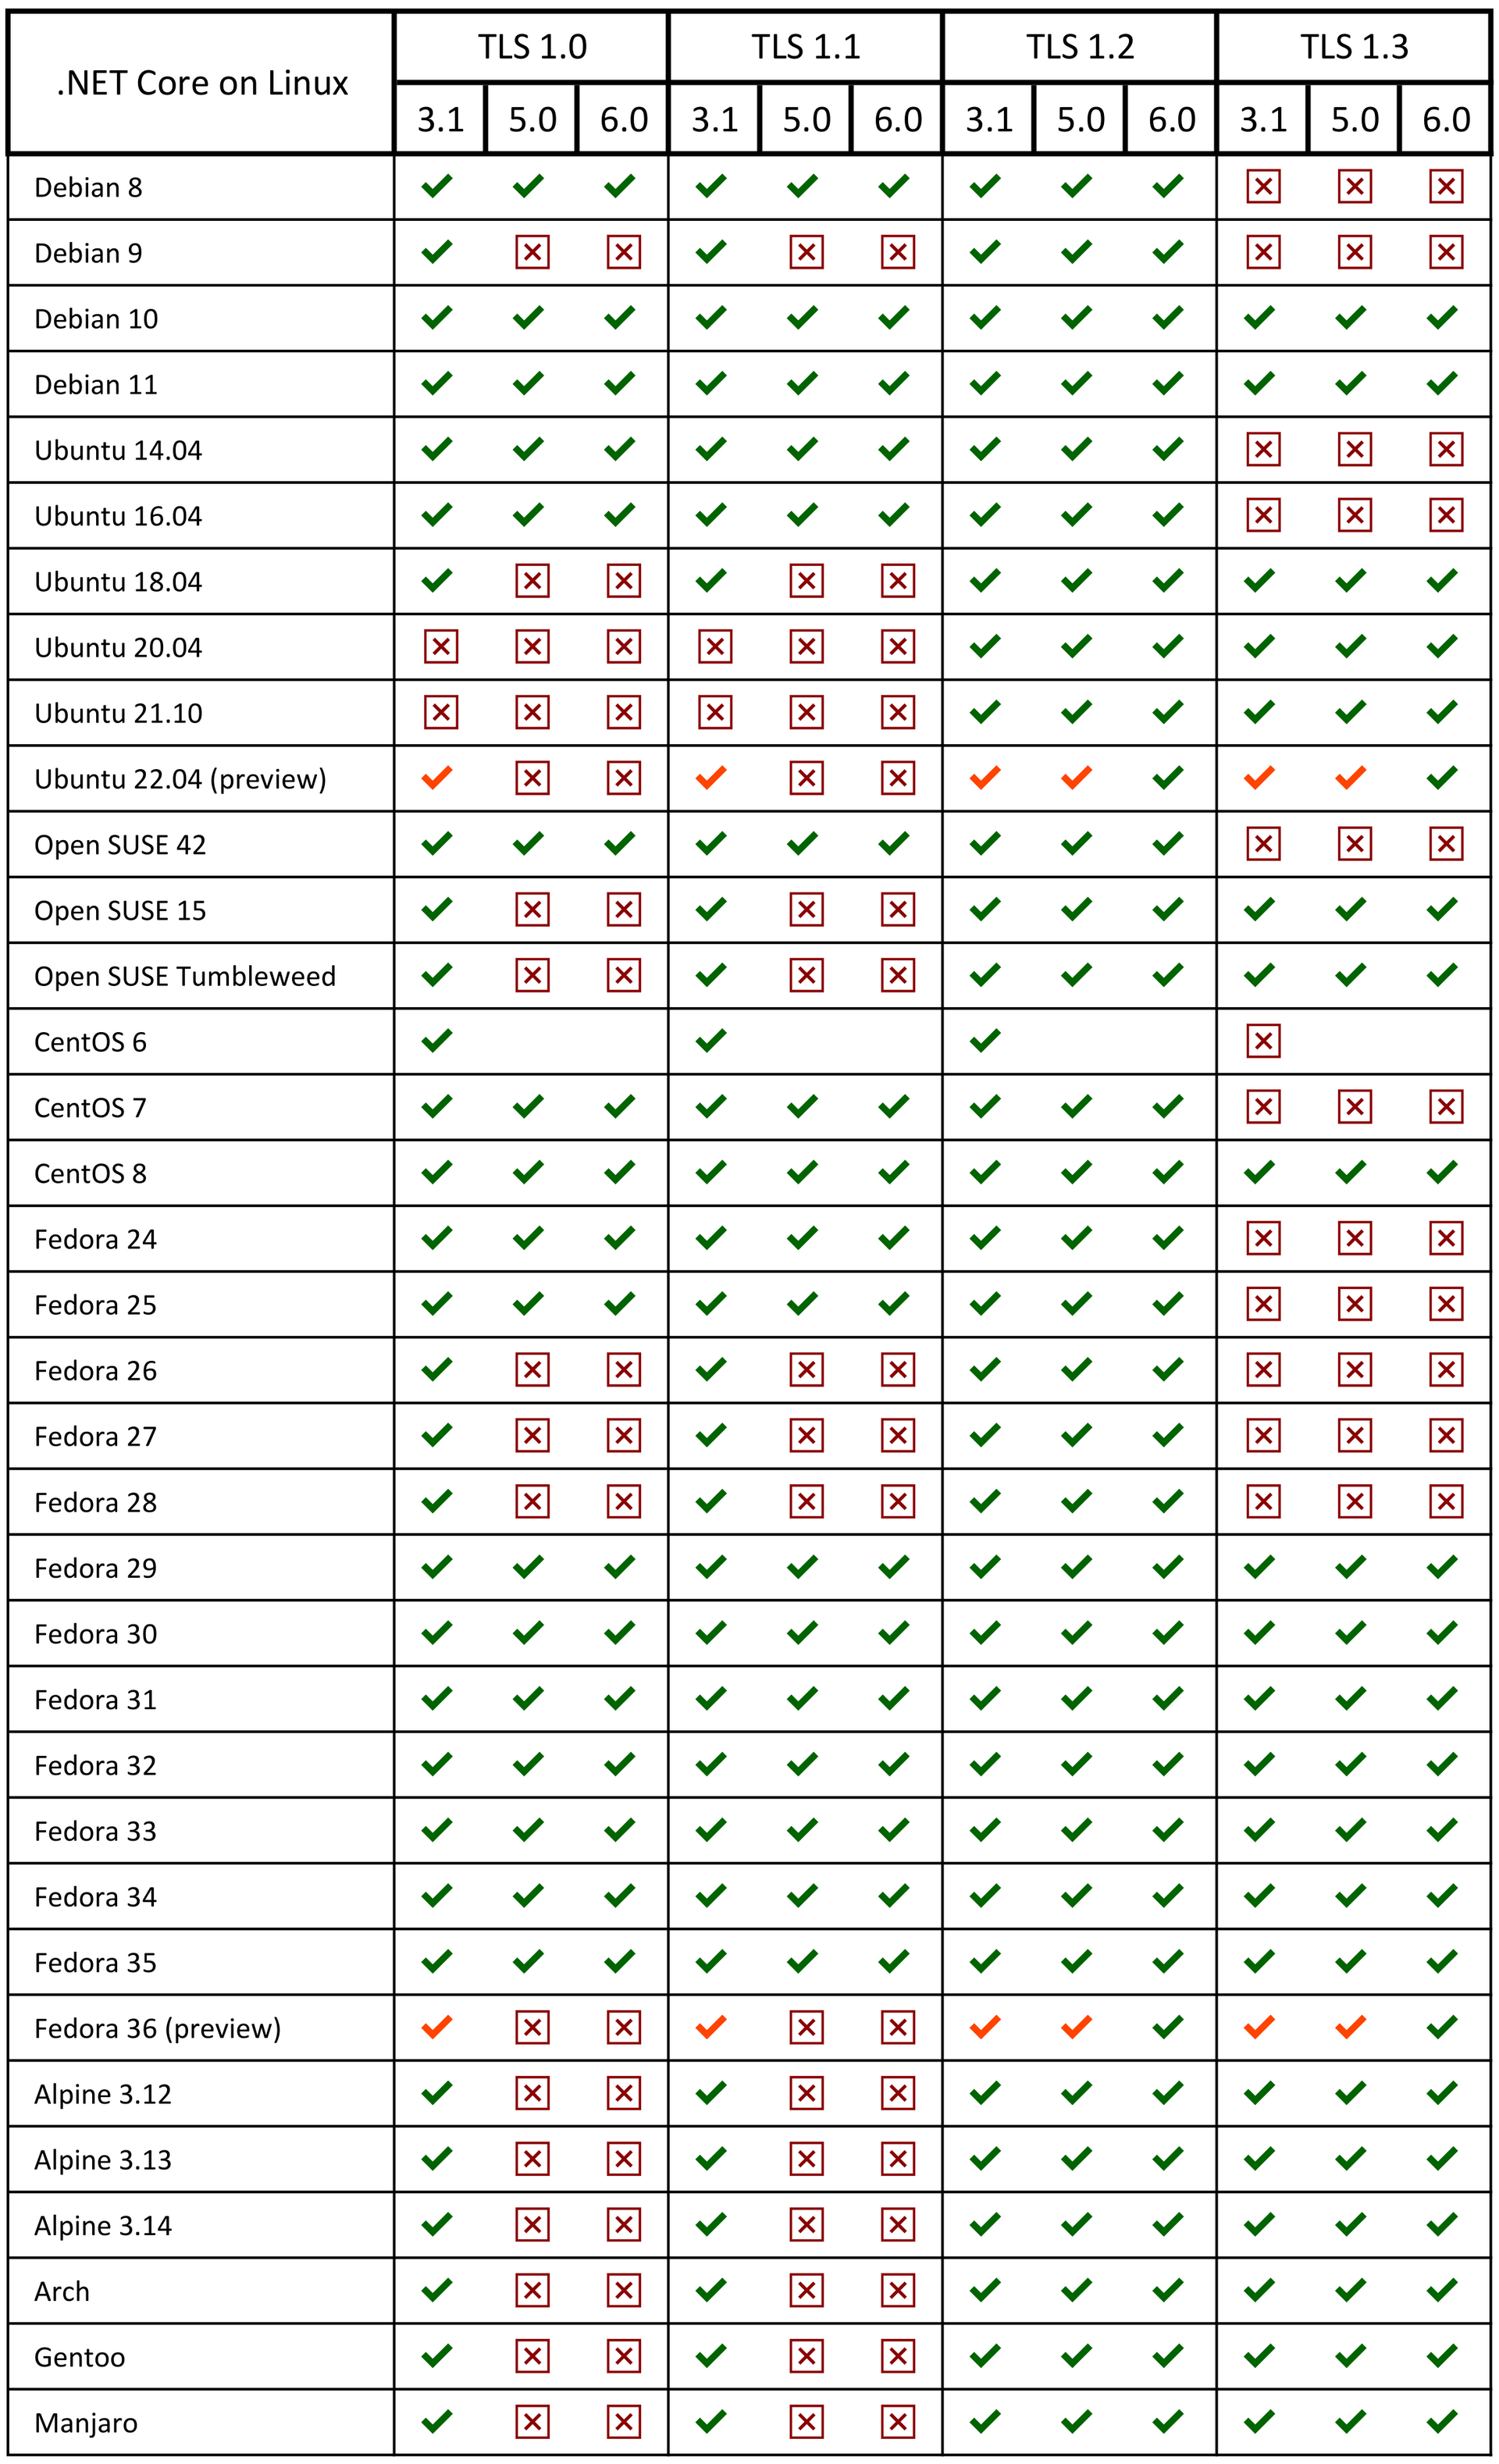 .NET Core on Linux TLS 1.0 TLS 1.1 TLS 1.2 TLS 1.3
3.1 5.0 6.0 3.1 5.0 6.0 3.1 5.0 6.0 3.1 5.0 6.0
Debian 8
Debian 9
Debian 10
Debian 11
Ubuntu 14.04
Ubuntu 16.04
Ubuntu 18.04
Ubuntu 20.04
Ubuntu 21.10
Ubuntu 22.04 (preview)
Open SUSE 42
Open SUSE 15
Open SUSE Tumbleweed
CentOS 6
CentOS 7
CentOS 8
Fedora 24
Fedora 25
Fedora 26
Fedora 27
Fedora 28
Fedora 29
Fedora 30
Fedora 31
Fedora 32
Fedora 33
Fedora 34
Fedora 35
Fedora 36 (preview)
Alpine 3.12
Alpine 3.13
Alpine 3.14
Arch
Gentoo
Manjaro